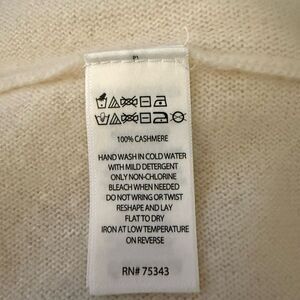 100% CASHMERE
HAND WASH IN COLD WATER
WITH MILD DETERGENT
ONLY NON-CHLORINE
BLEACH WHEN NEEDED
DO NOT WRING OR TWIST
RESHAPE AND LAY
FLAT TO DRY
IRON AT LOW TEMPERATURE
ON REVERSE
RN# 75343